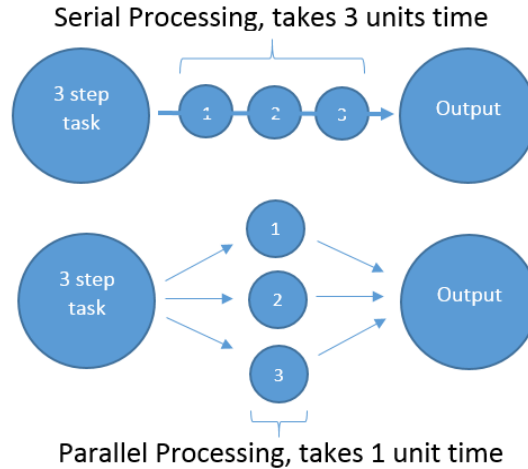 Serial Processing, takes 3 units time
3 step
task
1
2
3
Output
3 step
task
1
2
3
Output
Parallel Processing, takes 1 unit time